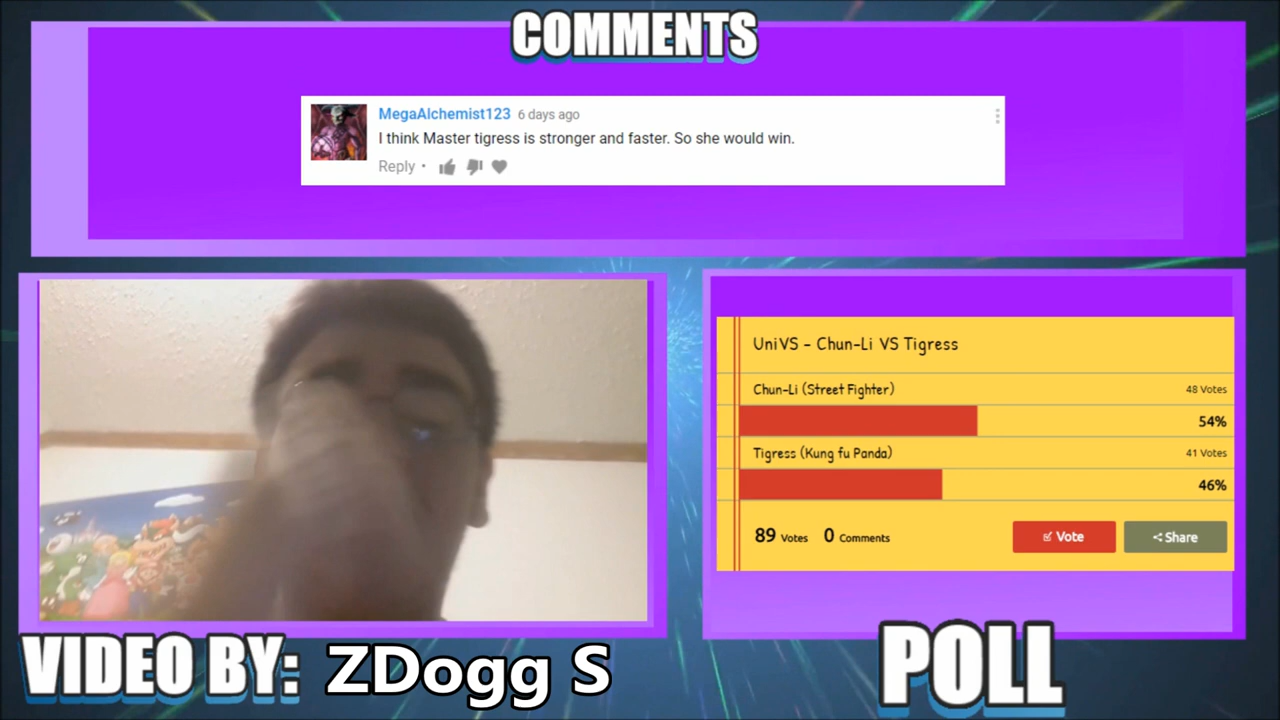 COMMENTS
MegaAlchemist123 6 days ago
I think Master tigress is stronger and faster. So she would win.
Reply •
UniVS - Chun-Li VS Tigress
Chun-Li (Street Fighter) 48 Votes
54%
Tigress (Kung fu Panda) 41 Votes
46%
89 Votes 0 Comments Vote Share
VIDEO BY: ZDogg S
POLL